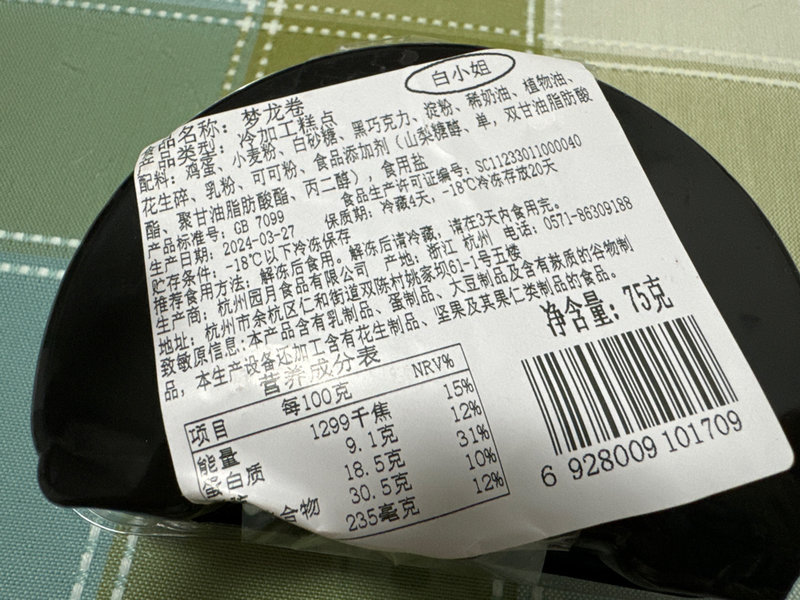 白小姐
食品名称：梦龙卷
产品类型：冷加工糕点
配料：鸡蛋、小麦粉、白砂糖、黑巧克力、淀粉、稀奶油、植物油、
花生碎、乳粉、可可粉、食品添加剂（山梨糖醇、单，双甘油脂肪酸
酯、聚甘油脂肪酸酯、丙二醇），食用盐
产品标准号：GB 7099 食品生产许可证编号：SC11233011000040
生产日期：2024-03-27 保质期：冷藏4天，-18℃冷冻存放20天
贮存条件：-18℃以下冷冻保存
推荐食用方法：解冻后食用。解冻后请冷藏，请在3天内食用完。
生产商：杭州园月食品有限公司 产地：浙江 杭州 电话：0571-86309188
地址：杭州市余杭区仁和街道双陈村姚家坝61-1号五楼
致敏原信息：本产品含有乳制品、蛋制品、大豆制品及含有麸质的谷物制
品，本生产设备还加工含有花生制品、坚果及其果仁类制品的食品。
营养成分表
项目 每100克 NRV%
能量 1299千焦 15%
蛋白质 9.1克 12%
18.5克 31%
合物 30.5克 10%
235毫克 12%
净含量：75克
6 928009 101709